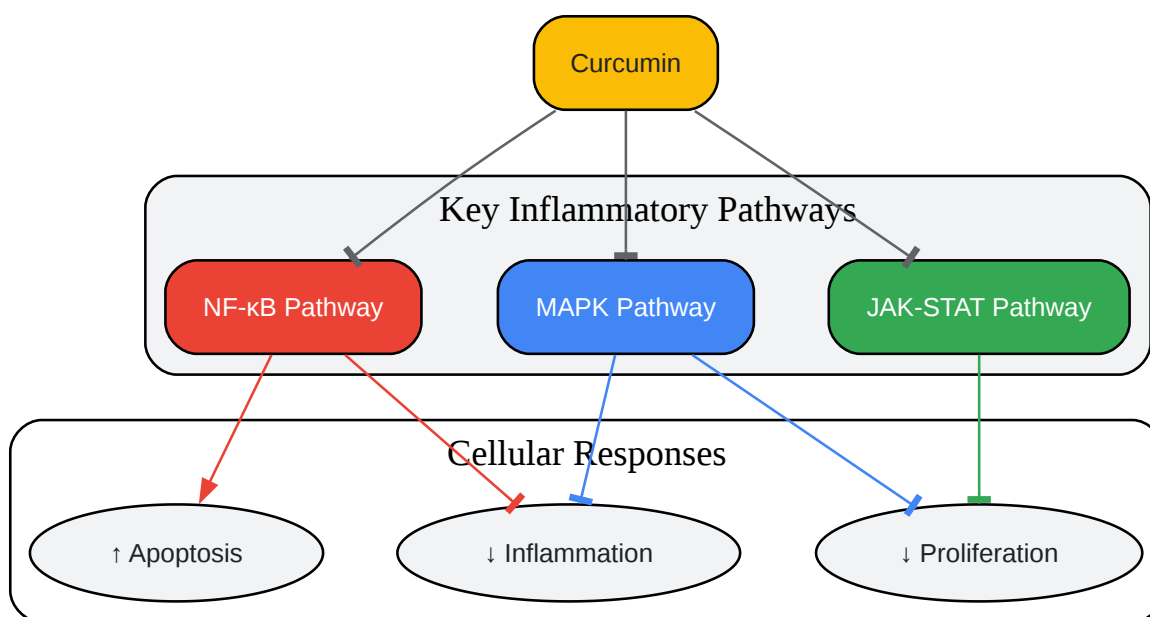 Curcumin
Key Inflammatory Pathways
NF-κB Pathway
MAPK Pathway
JAK-STAT Pathway
Cellular Responses
↑ Apoptosis
↓ Inflammation
↓ Proliferation